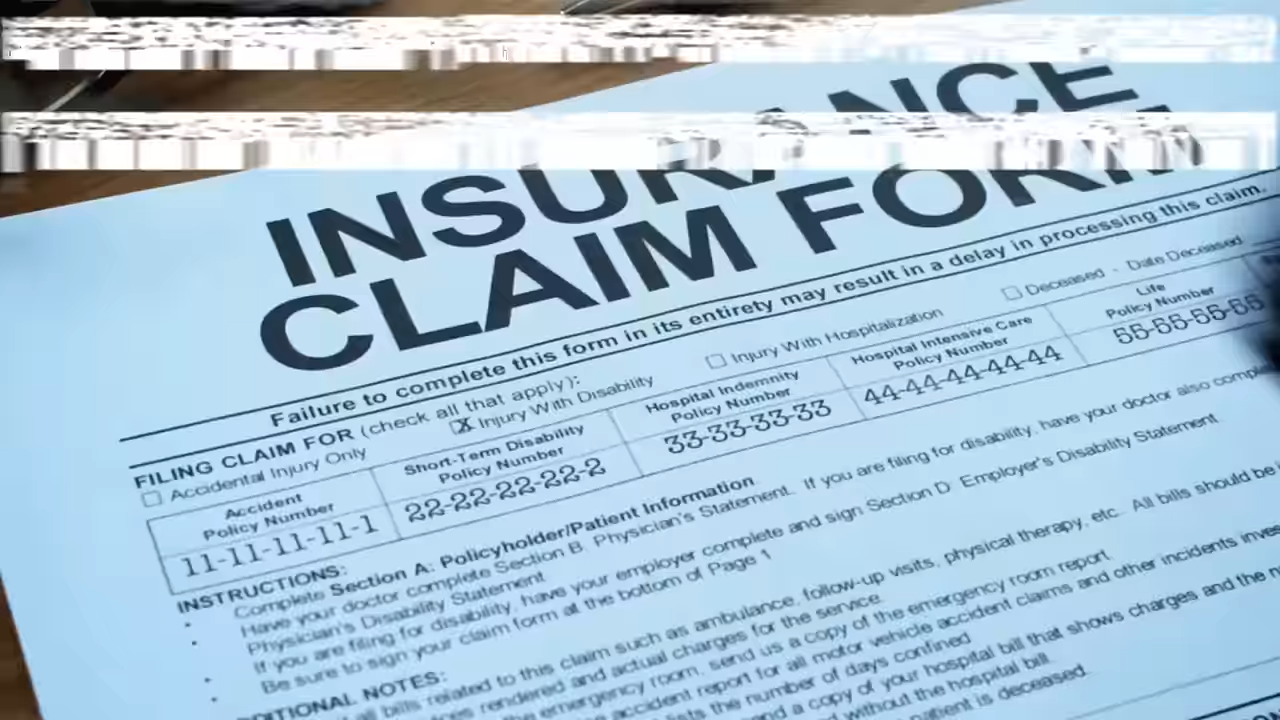 INSURANCE
CLAIM FORM
Failure to complete this form in its entirety may result in a delay in processing this claim.
FILING CLAIM FOR (check all that apply):
Accidental Injury Only
X Injury With Disability
Injury With Hospitalization
Deceased - Date Deceased
Accident
Policy Number
11-11-11-11-1
Short-Term Disability
Policy Number
22-22-22-22-2
Hospital Indemnity
Policy Number
33-33-33-33
Hospital Intensive Care
Policy Number
44-44-44-44-44
Life
Policy Number
55-55-55-55
INSTRUCTIONS:
Complete Section A: Policyholder/Patient Information
Have your doctor complete Section B. Physician's Statement. If you are filing for disability, have your doctor also
Physician's Disability Statement
If you are filing for disability, have your employer complete and sign Section D Employer's Disability Statement
Be sure to sign your claim form at the bottom of Page 1
NOTES:
all bills related to this claim such as ambulance, follow-up visits, physical therapy, etc. All bills should be
rendered and actual charges for the service.
the emergency room, send us a copy of the emergency room report.
accident report for all motor vehicle accident claims and other incidents
the number of days confined
and a copy of your hospital bill that shows charges and the
without the hospital bill.
patient is deceased.